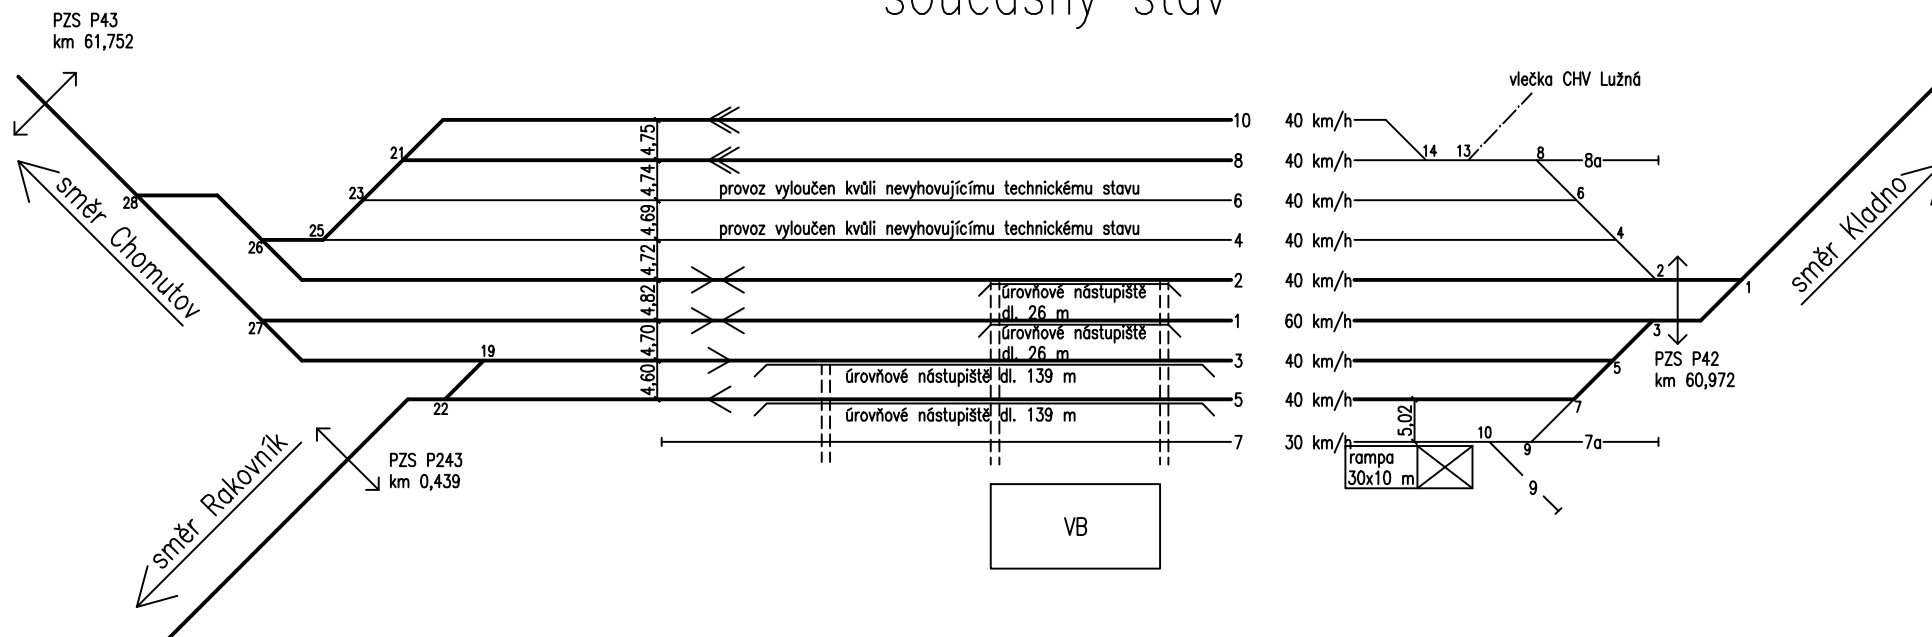 současný stav
PZS P43
km 61,752
vlečka CHV Lužná
10 40 km/h
4,75
21
8 40 km/h 14 13 8 8a
4,74
provoz vyloučen kvůli nevyhovujícímu technickému stavu
23
6 40 km/h 6
28
směr Chomutov
směr Kladno
4,69
provoz vyloučen kvůli nevyhovujícímu technickému stavu
25
26
4 40 km/h 4
4,72
2 40 km/h 2
1
4,82
úrovňové nástupiště
dl. 26 m
27
1 60 km/h 3
4,70
úrovňové nástupiště
dl. 26 m
19
3 40 km/h 5
PZS P42
km 60,972
4,60
úrovňové nástupiště dl. 139 m
22
5 40 km/h 7
úrovňové nástupiště dl. 139 m
5,02
7 30 km/h 10 9 7a
směr Rakovník
PZS P243
km 0,439
rampa
30x10 m
9
VB